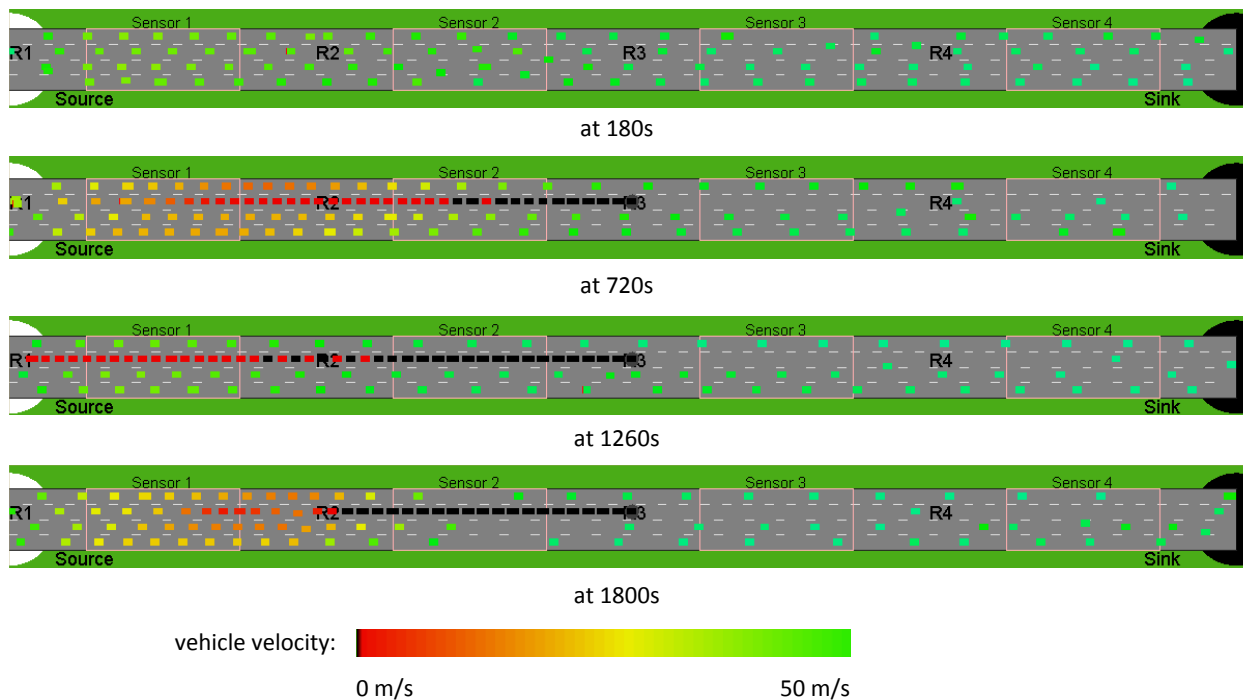 Sensor 1 Sensor 2 Sensor 3 Sensor 4
R1 R2 R3 R4
Source Sink
at 180s
Sensor 1 Sensor 2 Sensor 3 Sensor 4
R1 R2 R3 R4
Source Sink
at 720s
Sensor 1 Sensor 2 Sensor 3 Sensor 4
R1 R2 R3 R4
Source Sink
at 1260s
Sensor 1 Sensor 2 Sensor 3 Sensor 4
R1 R2 R3 R4
Source Sink
at 1800s
vehicle velocity:
0 m/s 50 m/s